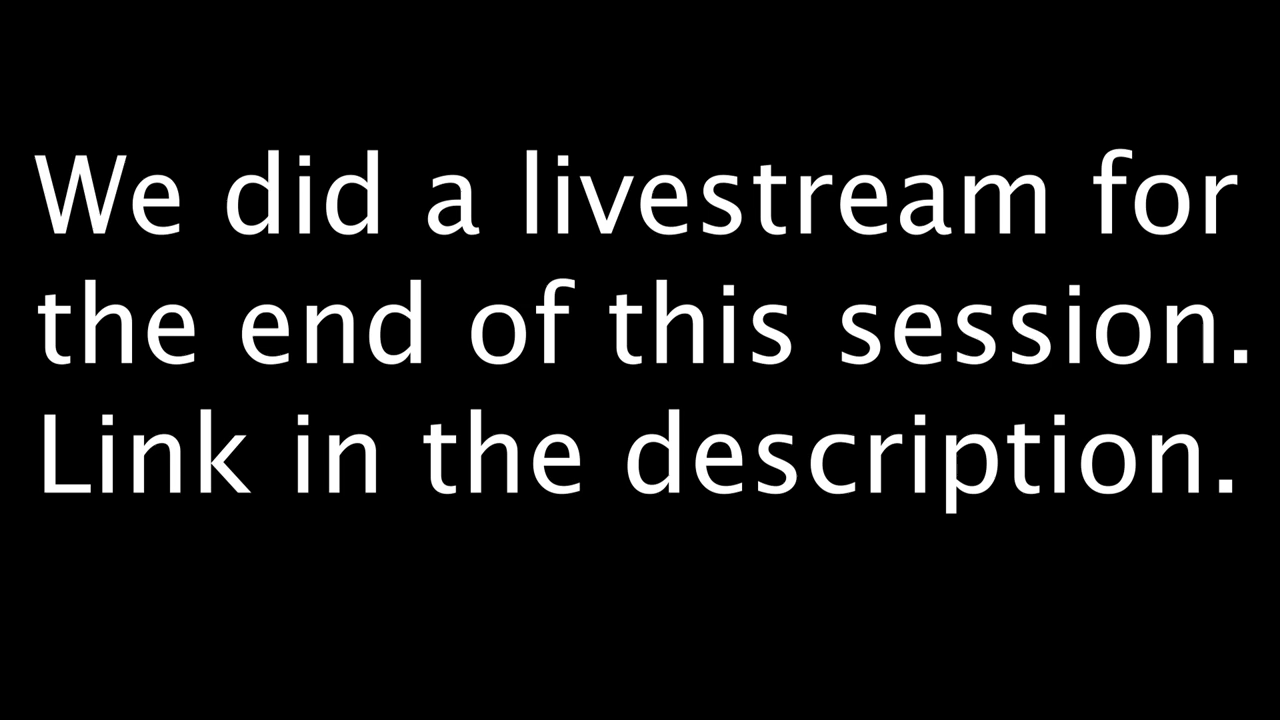 We did a livestream for
the end of this session.
Link in the description.